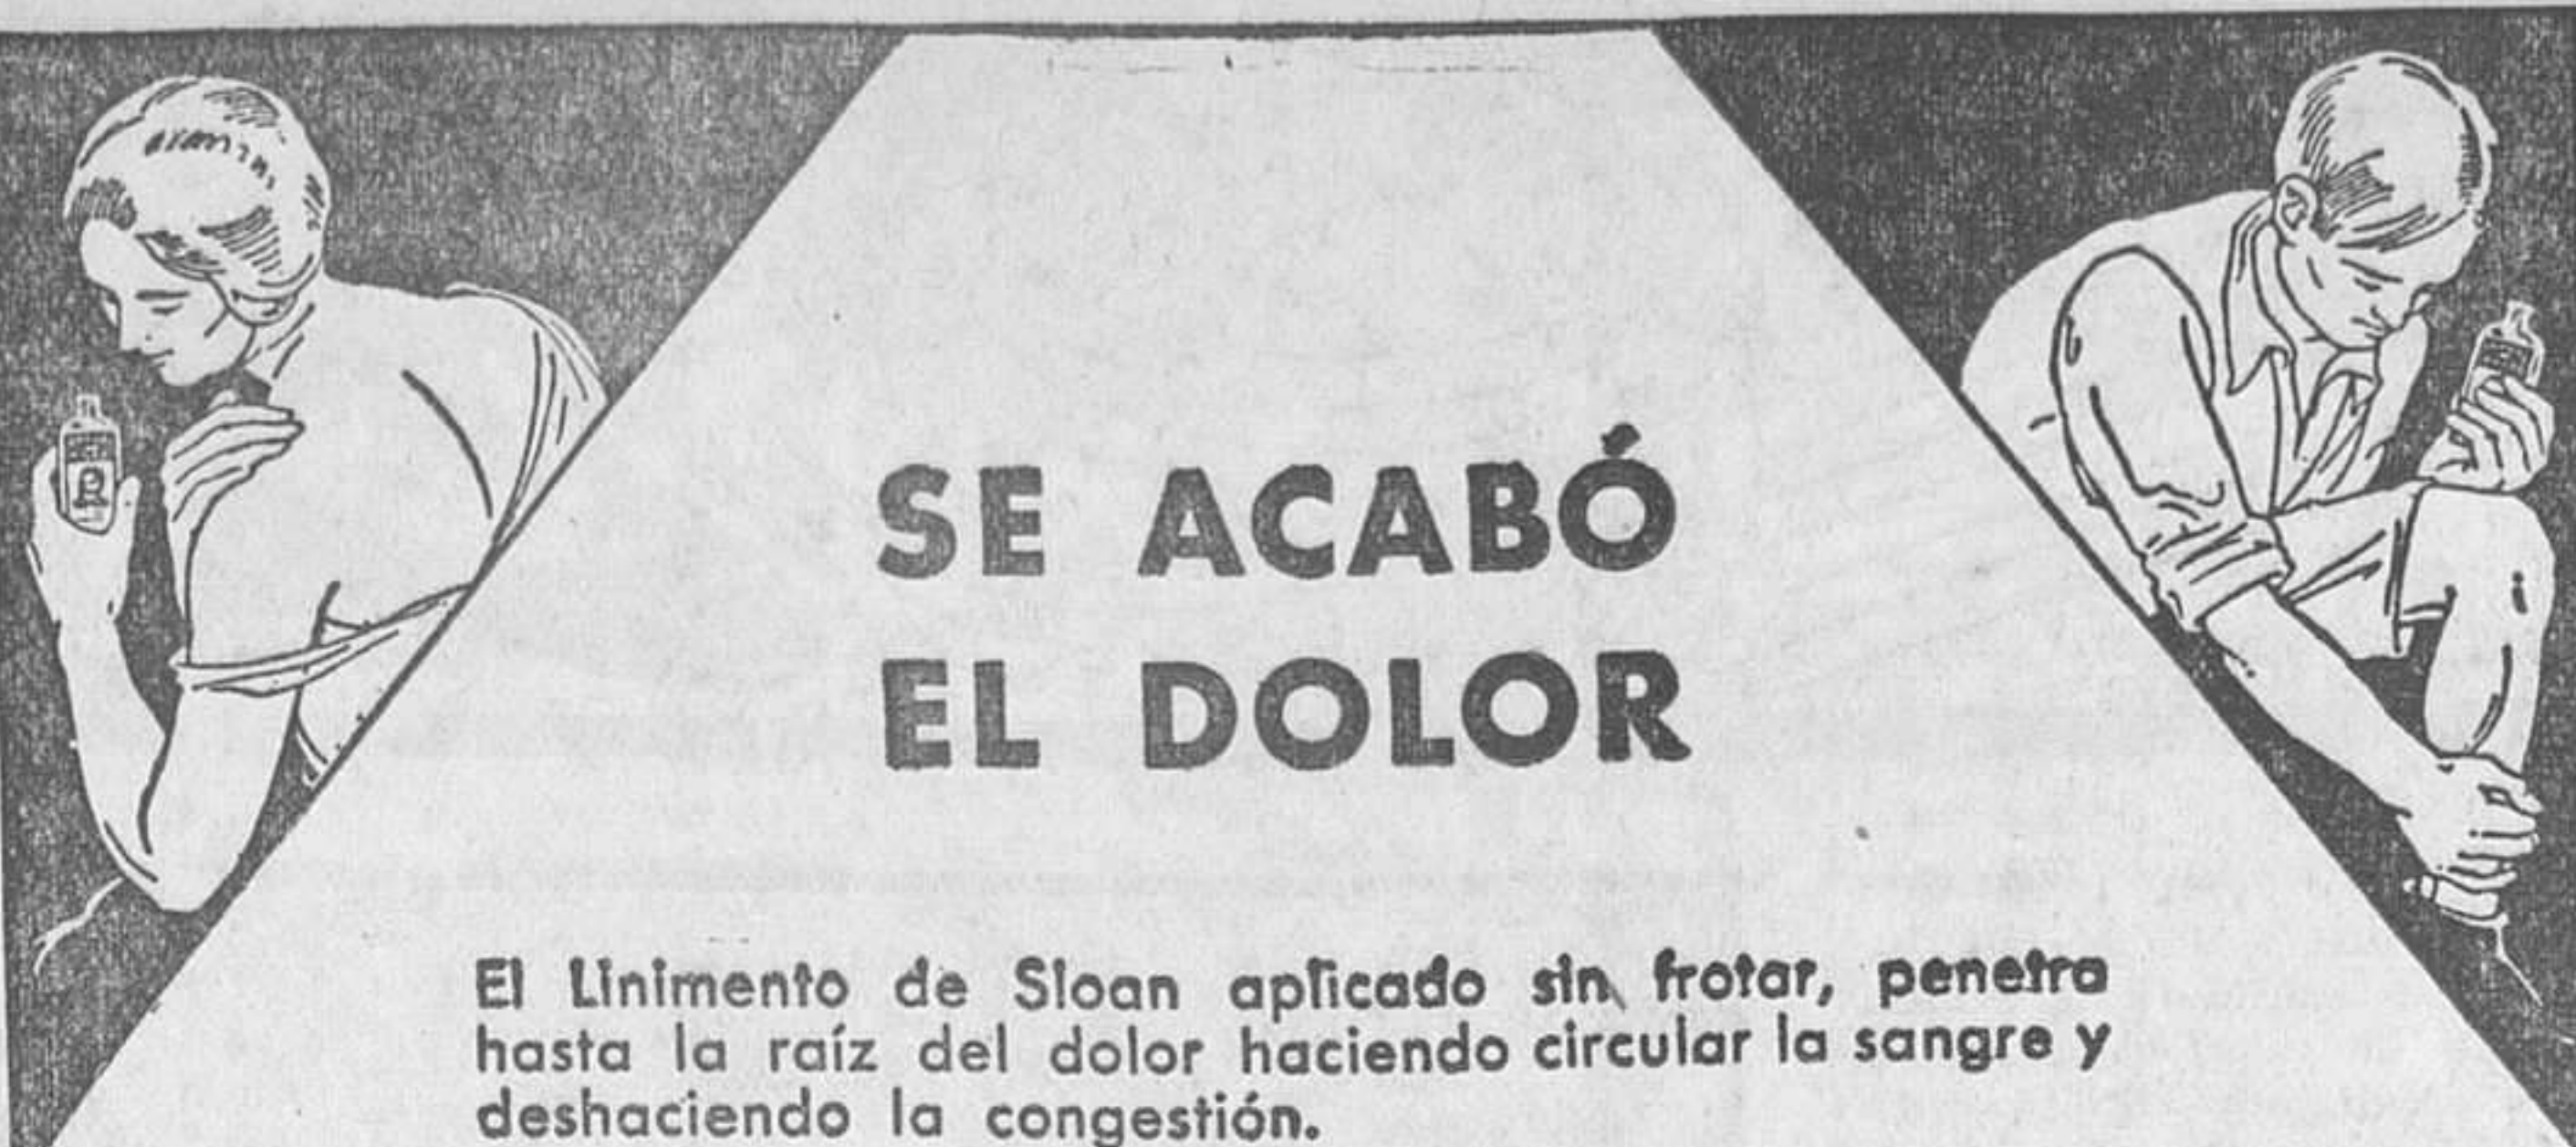 SE ACABÓ
EL DOLOR
El Linimento de Sloan aplicado sin frotar, penetra
hasta la raíz del dolor haciendo circular la sangre y
deshaciendo la congestión.